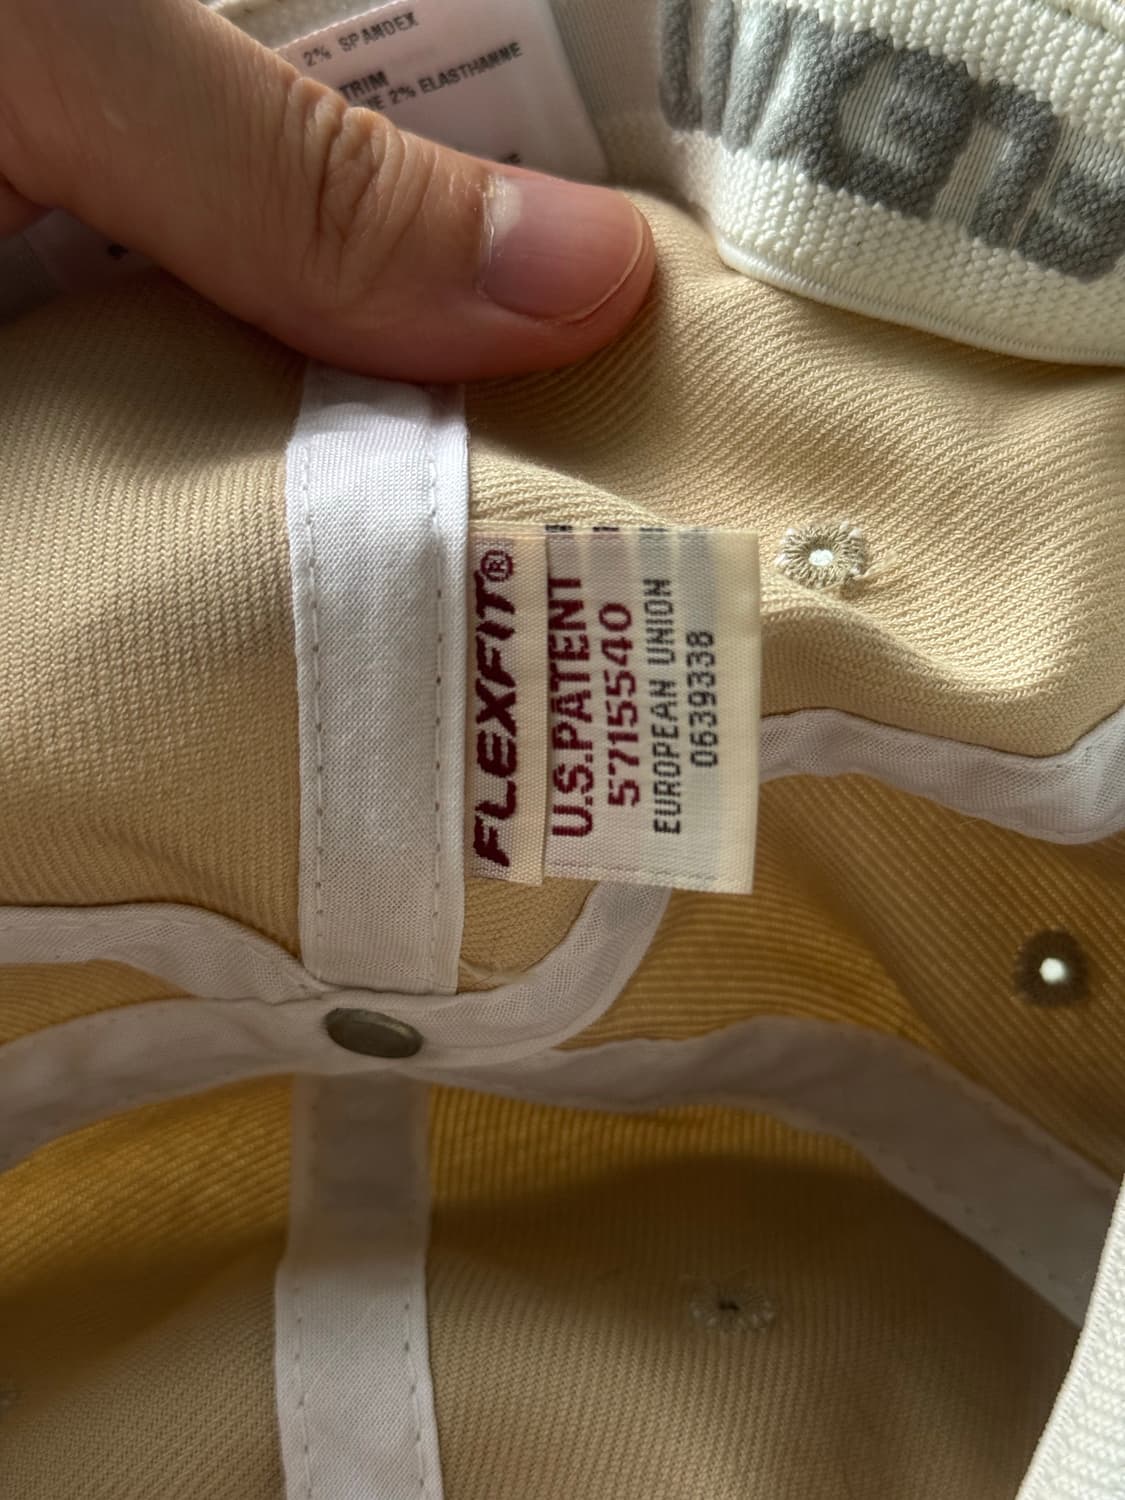 2% SPANDEX
TRIM
2% ELASTHANNE
FLEXFIT®
U.S.PATENT
5715540
EUROPEAN UNION
0639338